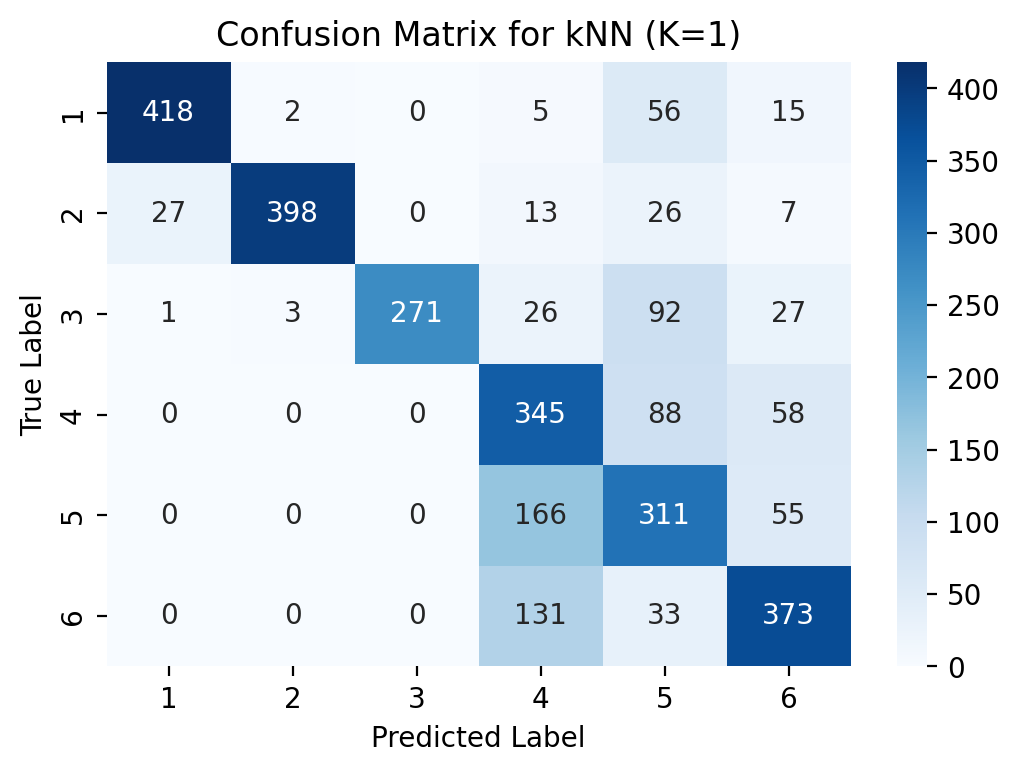 Confusion Matrix for kNN (K=1)
True Label
1 418 2 0 5 56 15
2 27 398 0 13 26 7
3 1 3 271 26 92 27
4 0 0 0 345 88 58
5 0 0 0 166 311 55
6 0 0 0 131 33 373
1 2 3 4 5 6
Predicted Label
400
350
300
250
200
150
100
50
0